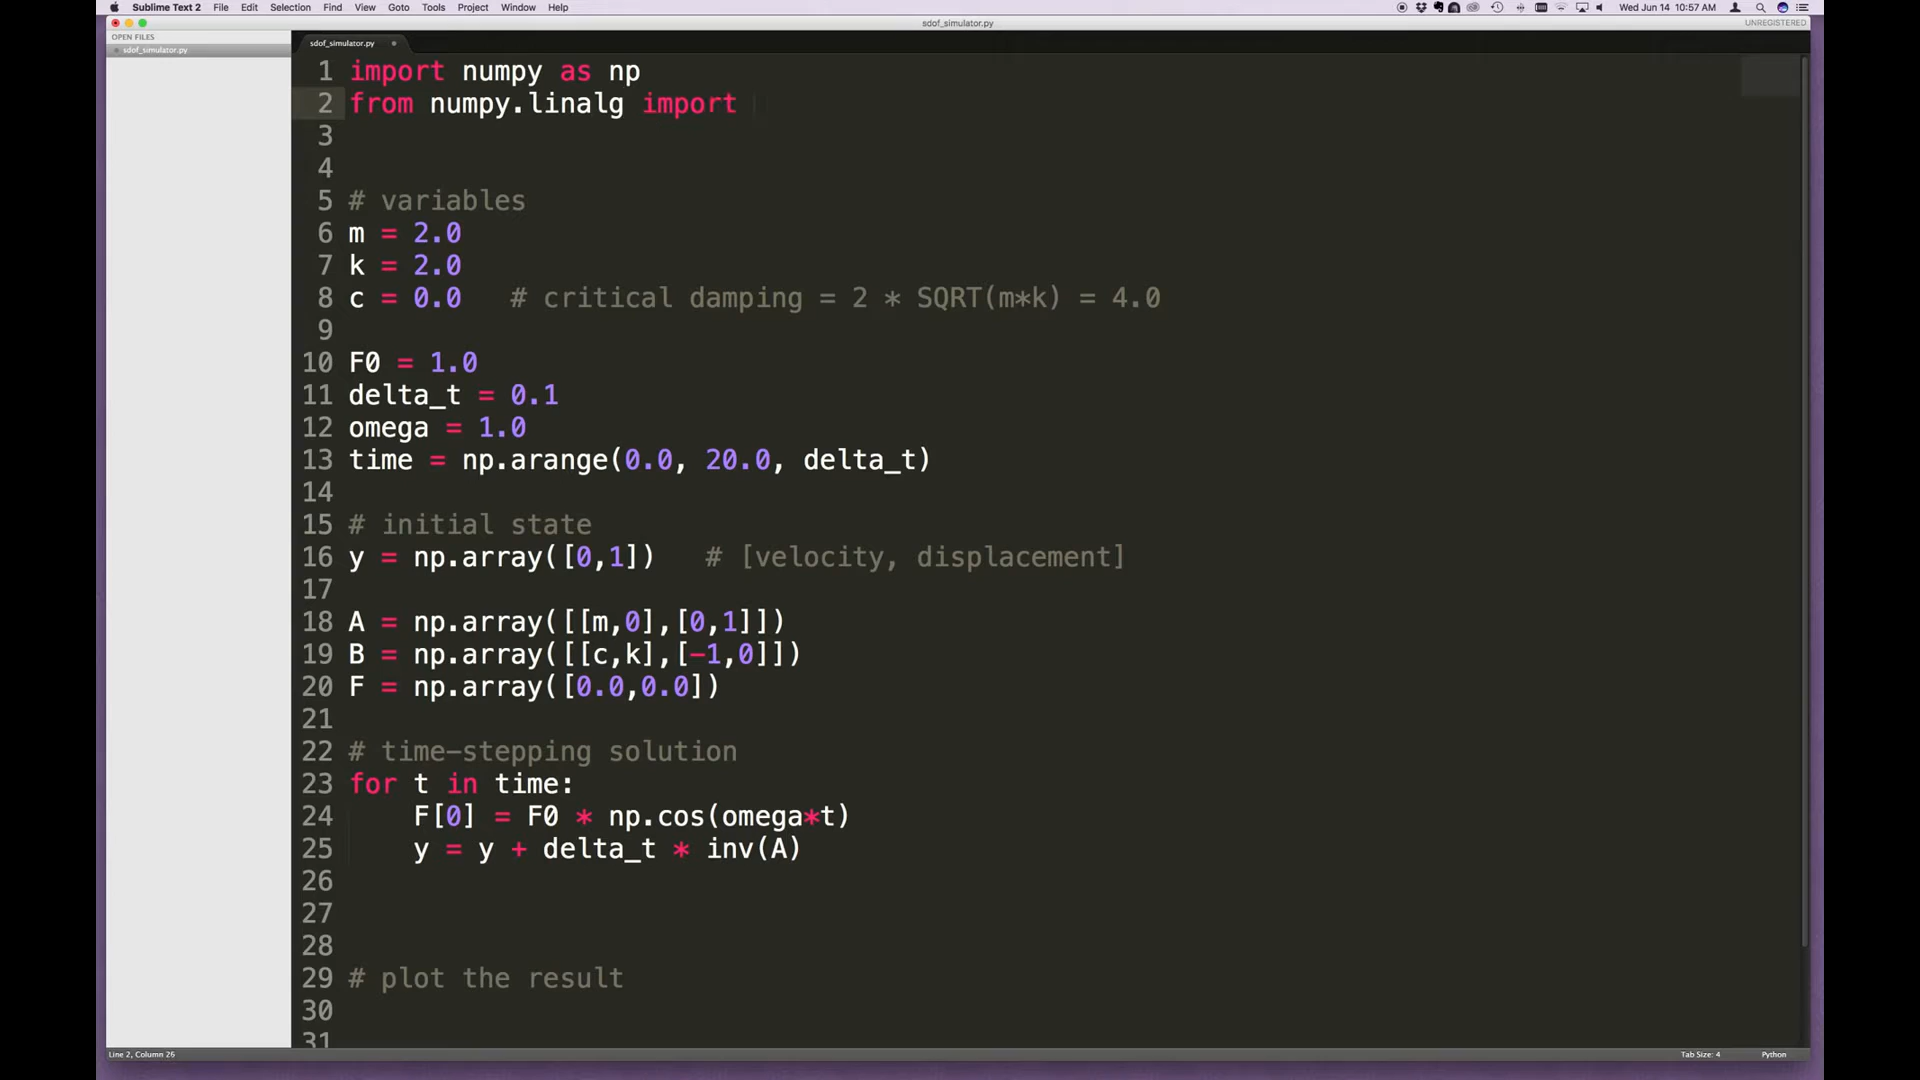 Sublime Text 2 File Edit Selection Find View Goto Tools Project Window Help Wed Jun 14 10:57 AM
sdof_simulator.py UNREGISTERED
OPEN FILES
sdof_simulator.py
sdof_simulator.py
1 import numpy as np
2 from numpy.linalg import
3
4
5 # variables
6 m = 2.0
7 k = 2.0
8 c = 0.0 # critical damping = 2 * SQRT(m*k) = 4.0
9
10 F0 = 1.0
11 delta_t = 0.1
12 omega = 1.0
13 time = np.arange(0.0, 20.0, delta_t)
14
15 # initial state
16 y = np.array([0,1]) # [velocity, displacement]
17
18 A = np.array([[m,0],[0,1]])
19 B = np.array([[c,k],[-1,0]])
20 F = np.array([0.0,0.0])
21
22 # time-stepping solution
23 for t in time:
24 F[0] = F0 * np.cos(omega*t)
25 y = y + delta_t * inv(A)
26
27
28
29 # plot the result
30
31
Line 2, Column 26 Tab Size: 4 Python